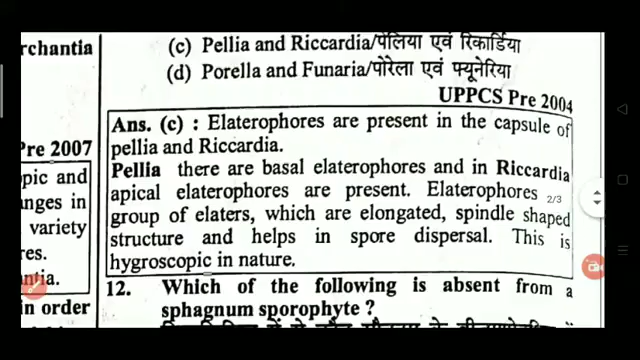 rchantia
(c) Pellia and Riccardia/पेलिया एवं रिकार्डिया
(d) Porella and Funaria/पोरेला एवं फ्यूनेरिया
UPPCS Pre 2004
Pre 2007
Ans. (c) : Elaterophores are present in the capsule of
pellia and Riccardia.
Pellia there are basal elaterophores and in Riccardia
apical elaterophores are present. Elaterophores 2/3
group of elaters, which are elongated, spindle shaped
structure and helps in spore dispersal. This is
hygroscopic in nature.
pic and
nges in
variety
res.
ntia.
in order
12. Which of the following is absent from a
sphagnum sporophyte ?